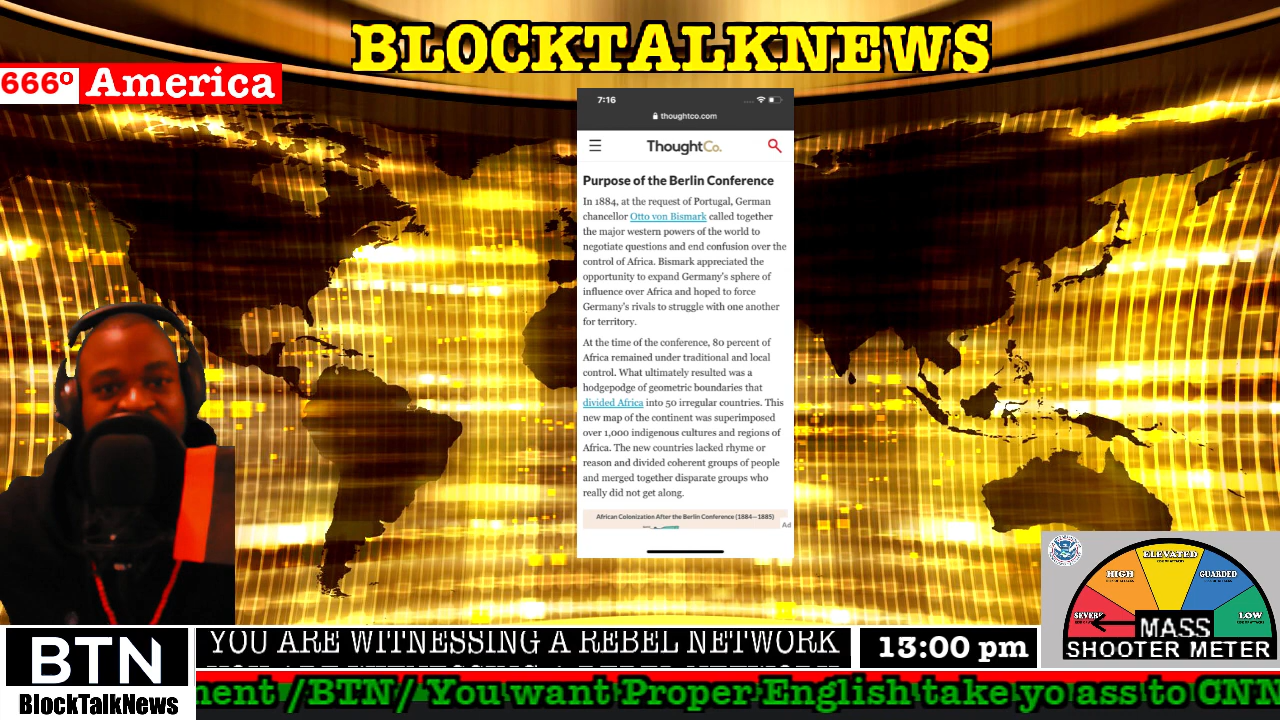 BLOCKTALKNEWS
666º America
7:16
thoughtco.com
ThoughtCo.
Purpose of the Berlin Conference
In 1884, at the request of Portugal, German
chancellor Otto von Bismark called together
the major western powers of the world to
negotiate questions and end confusion over the
control of Africa. Bismark appreciated the
opportunity to expand Germany's sphere of
influence over Africa and hoped to force
Germany's rivals to struggle with one another
for territory.
At the time of the conference, 80 percent of
Africa remained under traditional and local
control. What ultimately resulted was a
hodgepodge of geometric boundaries that
divided Africa into 50 irregular countries. This
new map of the continent was superimposed
over 1,000 indigenous cultures and regions of
Africa. The new countries lacked rhyme or
reason and divided coherent groups of people
and merged together disparate groups who
really did not get along.
African Colonization After the Berlin Conference (1884—1885)
Ad
ELEVATED
HIGH
GUARDED
SEVERE
LOW
MASS
SHOOTER METER
BTN
BlockTalkNews
YOU ARE WITNESSING A REBEL NETWORK
13:00 pm
ment /BTN/ You want Proper English take yo ass to CNN